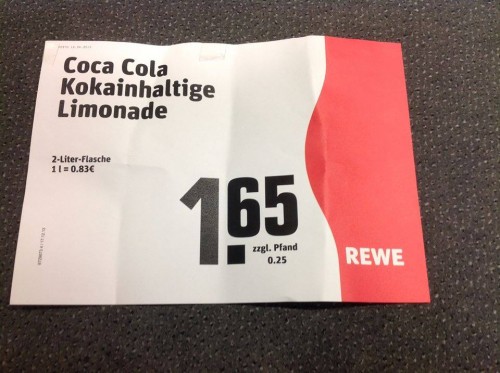 Coca Cola
Kokainhaltige
Limonade
2-Liter-Flasche
1 l = 0.83€
1.65
zzgl. Pfand
0.25
REWE